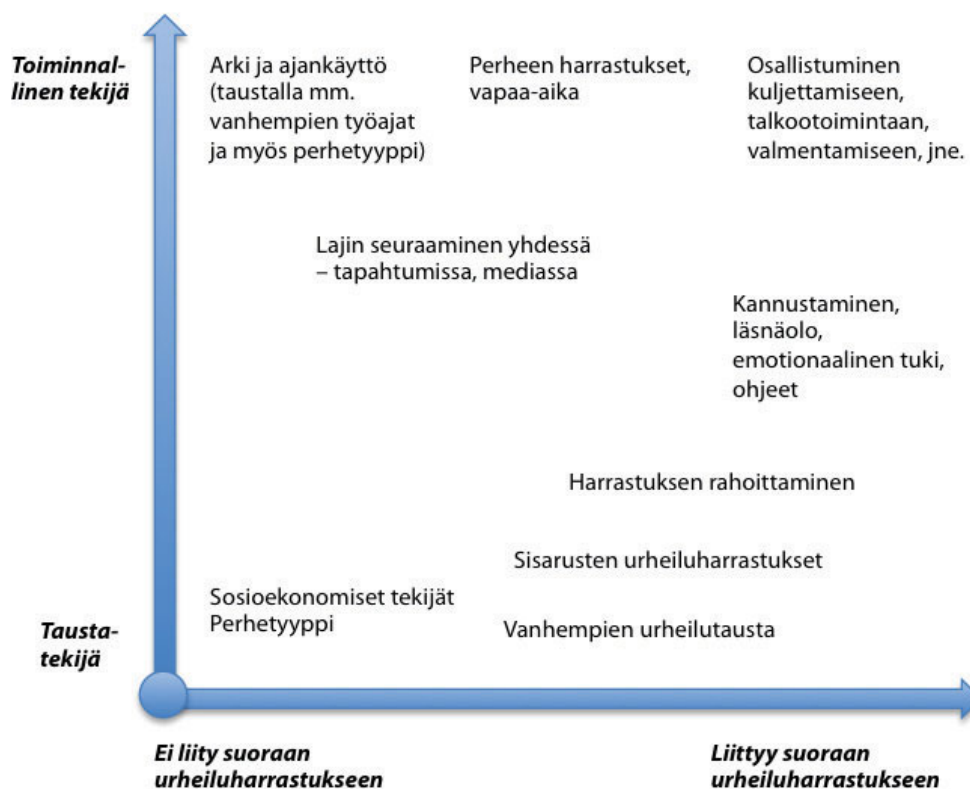 Toiminnal-
linen tekijä
Arki ja ajankäyttö
(taustalla mm.
vanhempien työajat
ja myös perhetyyppi)
Perheen harrastukset,
vapaa-aika
Osallistuminen
kuljettamiseen,
talkootoimintaan,
valmentamiseen, jne.
Lajin seuraaminen yhdessä
– tapahtumissa, mediassa
Kannustaminen,
läsnäolo,
emotionaalinen tuki,
ohjeet
Harrastuksen rahoittaminen
Sisarusten urheiluharrastukset
Sosioekonomiset tekijät
Perhetyyppi
Vanhempien urheilutausta
Tausta-
tekijä
Ei liity suoraan
urheiluharrastukseen
Liittyy suoraan
urheiluharrastukseen